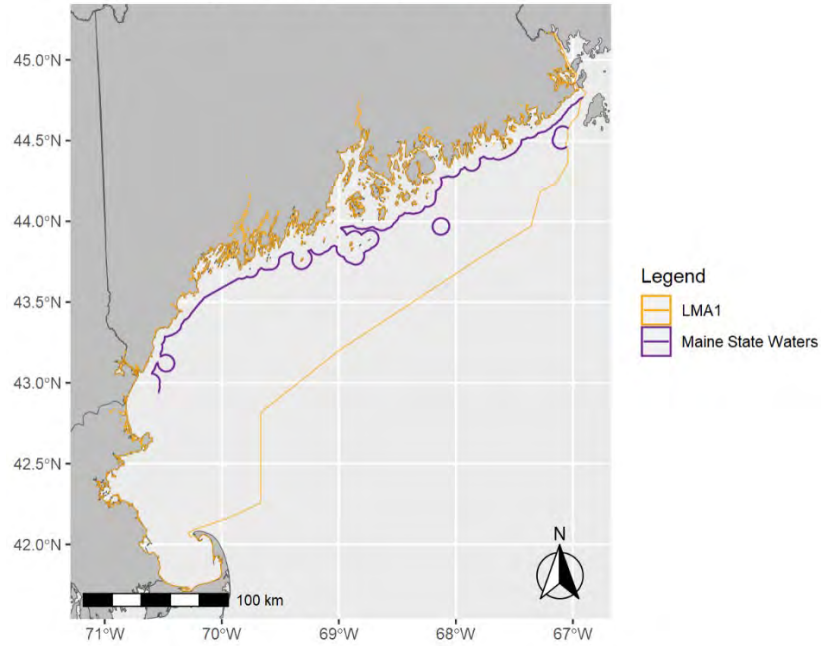 45.0°N
44.5°N
44.0°N
43.5°N
43.0°N
42.5°N
42.0°N
Legend
LMA1
Maine State Waters
N
100 km
71°W 70°W 69°W 68°W 67°W